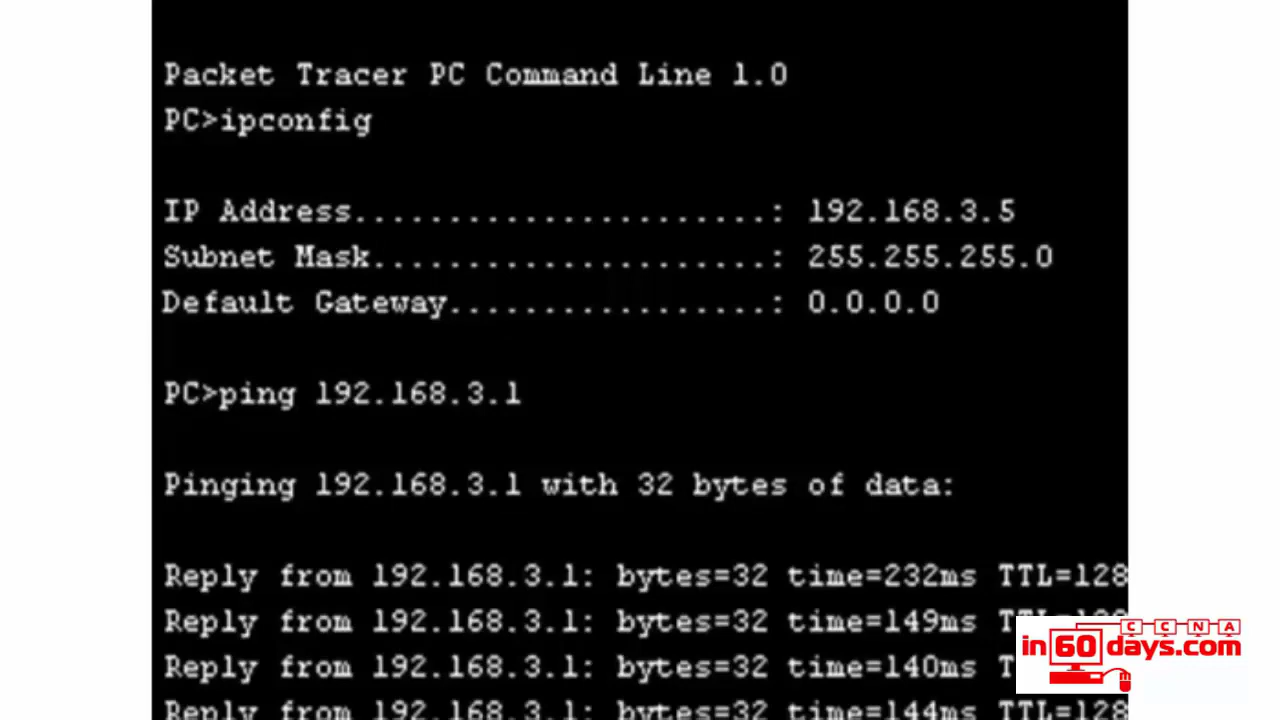 Packet Tracer PC Command Line 1.0
PC>ipconfig
IP Address......................: 192.168.3.5
Subnet Mask.....................: 255.255.255.0
Default Gateway.................: 0.0.0.0
PC>ping 192.168.3.1
Pinging 192.168.3.1 with 32 bytes of data:
Reply from 192.168.3.1: bytes=32 time=232ms TTL=128
Reply from 192.168.3.1: bytes=32 time=149ms
Reply from 192.168.3.1: bytes=32 time=140ms
Reply from 192.168.3.1: bytes=32 time=144ms TTL=128
CCNA
in60days.com